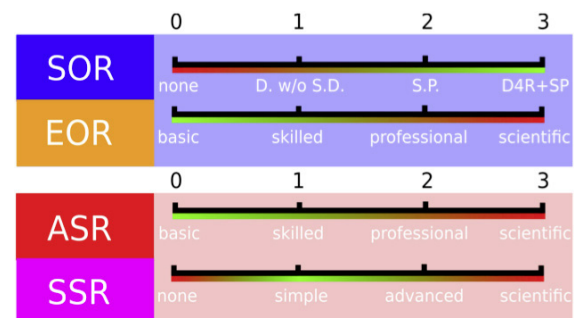 0 1 2 3
SOR
none D. w/o S.D. S.P. D4R+SP
EOR
basic skilled professional scientific
0 1 2 3
ASR
basic skilled professional scientific
SSR
none simple advanced scientific